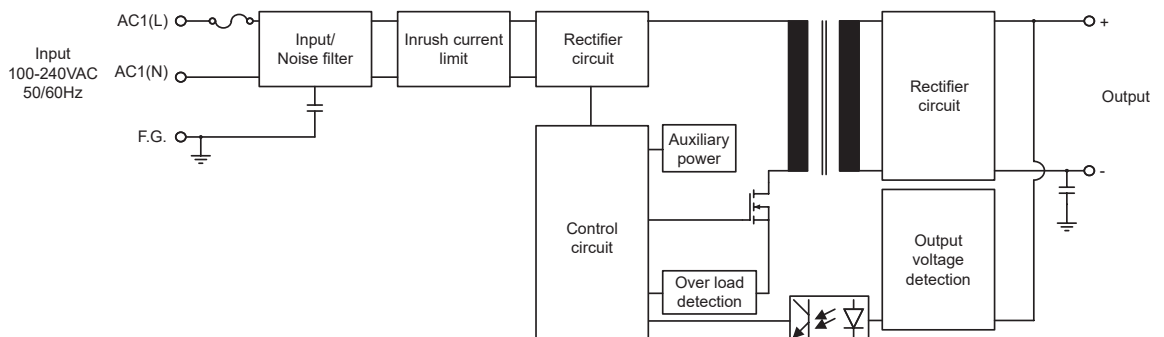 AC1(L)
Input
100-240VAC
50/60Hz
AC1(N)
F.G.
Input/
Noise filter
Inrush current
limit
Rectifier
circuit
Auxiliary
power
Control
circuit
Over load
detection
Rectifier
circuit
Output
voltage
detection
+
Output
-